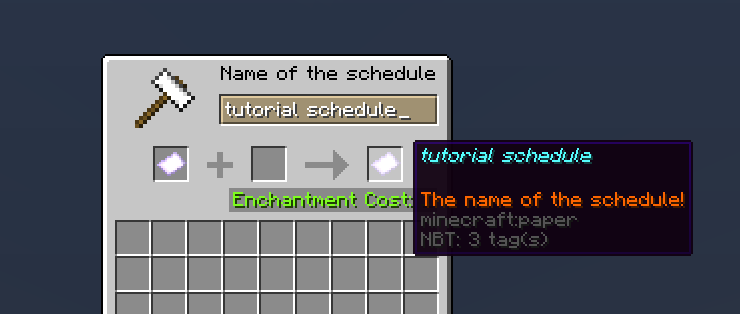 Name of the schedule
tutorial schedule_
tutorial schedule
Enchantment Cost:
The name of the schedule!
minecraft:paper
NBT: 3 tag(s)